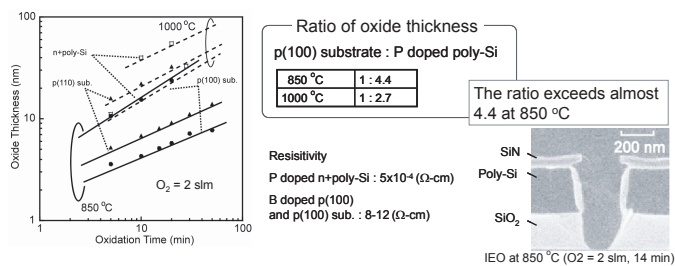 1000 °C
n+poly-Si
p(110) sub.
p(100) sub.
850 °C
O2 = 2 slm
Oxide Thickness (nm)
100
10
1
1
10
100
Oxidation Time (min)
Ratio of oxide thickness
p(100) substrate : P doped poly-Si
850 °C 1 : 4.4
1000 °C 1 : 2.7
The ratio exceeds almost
4.4 at 850 °C
Resisitivity
P doped n+poly-Si : 5x10-4 (Ω-cm)
B doped p(100)
and p(100) sub. : 8-12 (Ω-cm)
200 nm
SiN
Poly-Si
SiO2
IEO at 850 °C (O2 = 2 slm, 14 min)